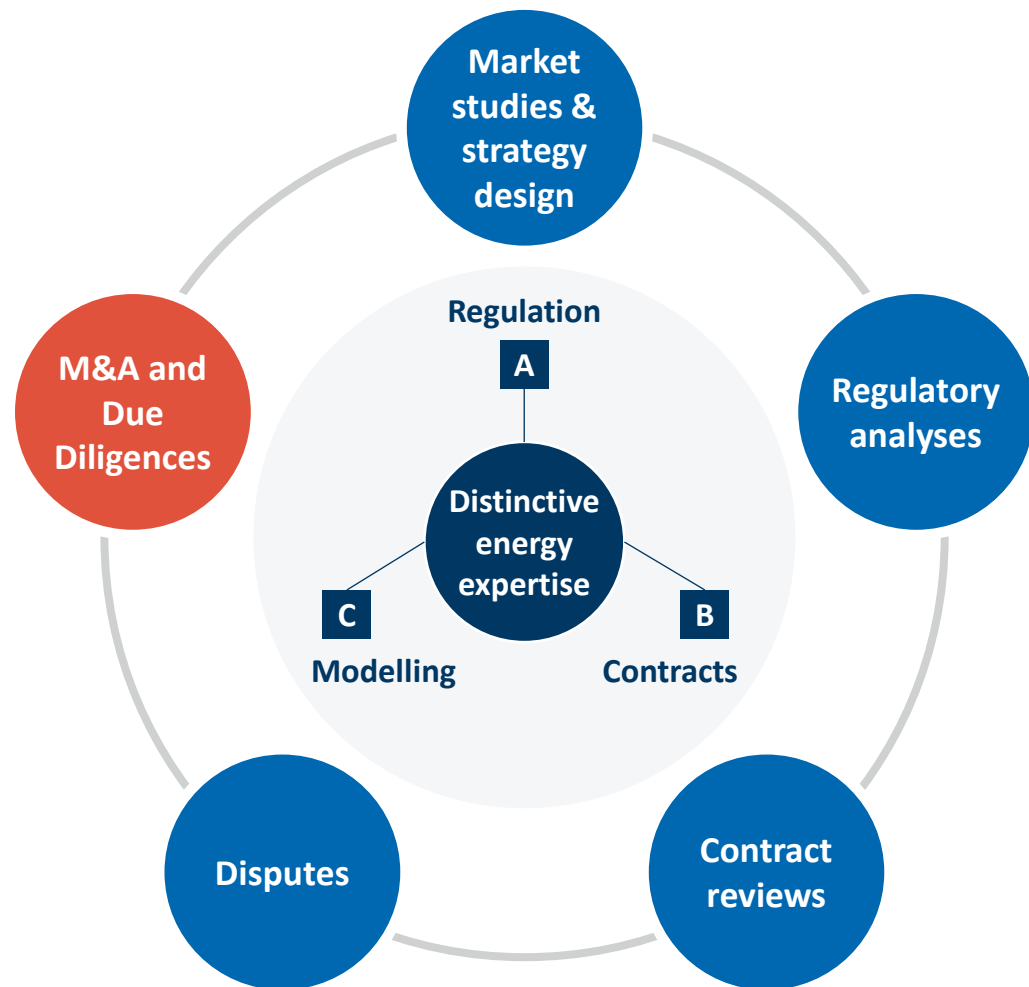 Market
studies &
strategy
design
Regulation
A
M&A and
Due
Diligences
Regulatory
analyses
Distinctive
energy
expertise
C
B
Modelling
Contracts
Disputes
Contract
reviews